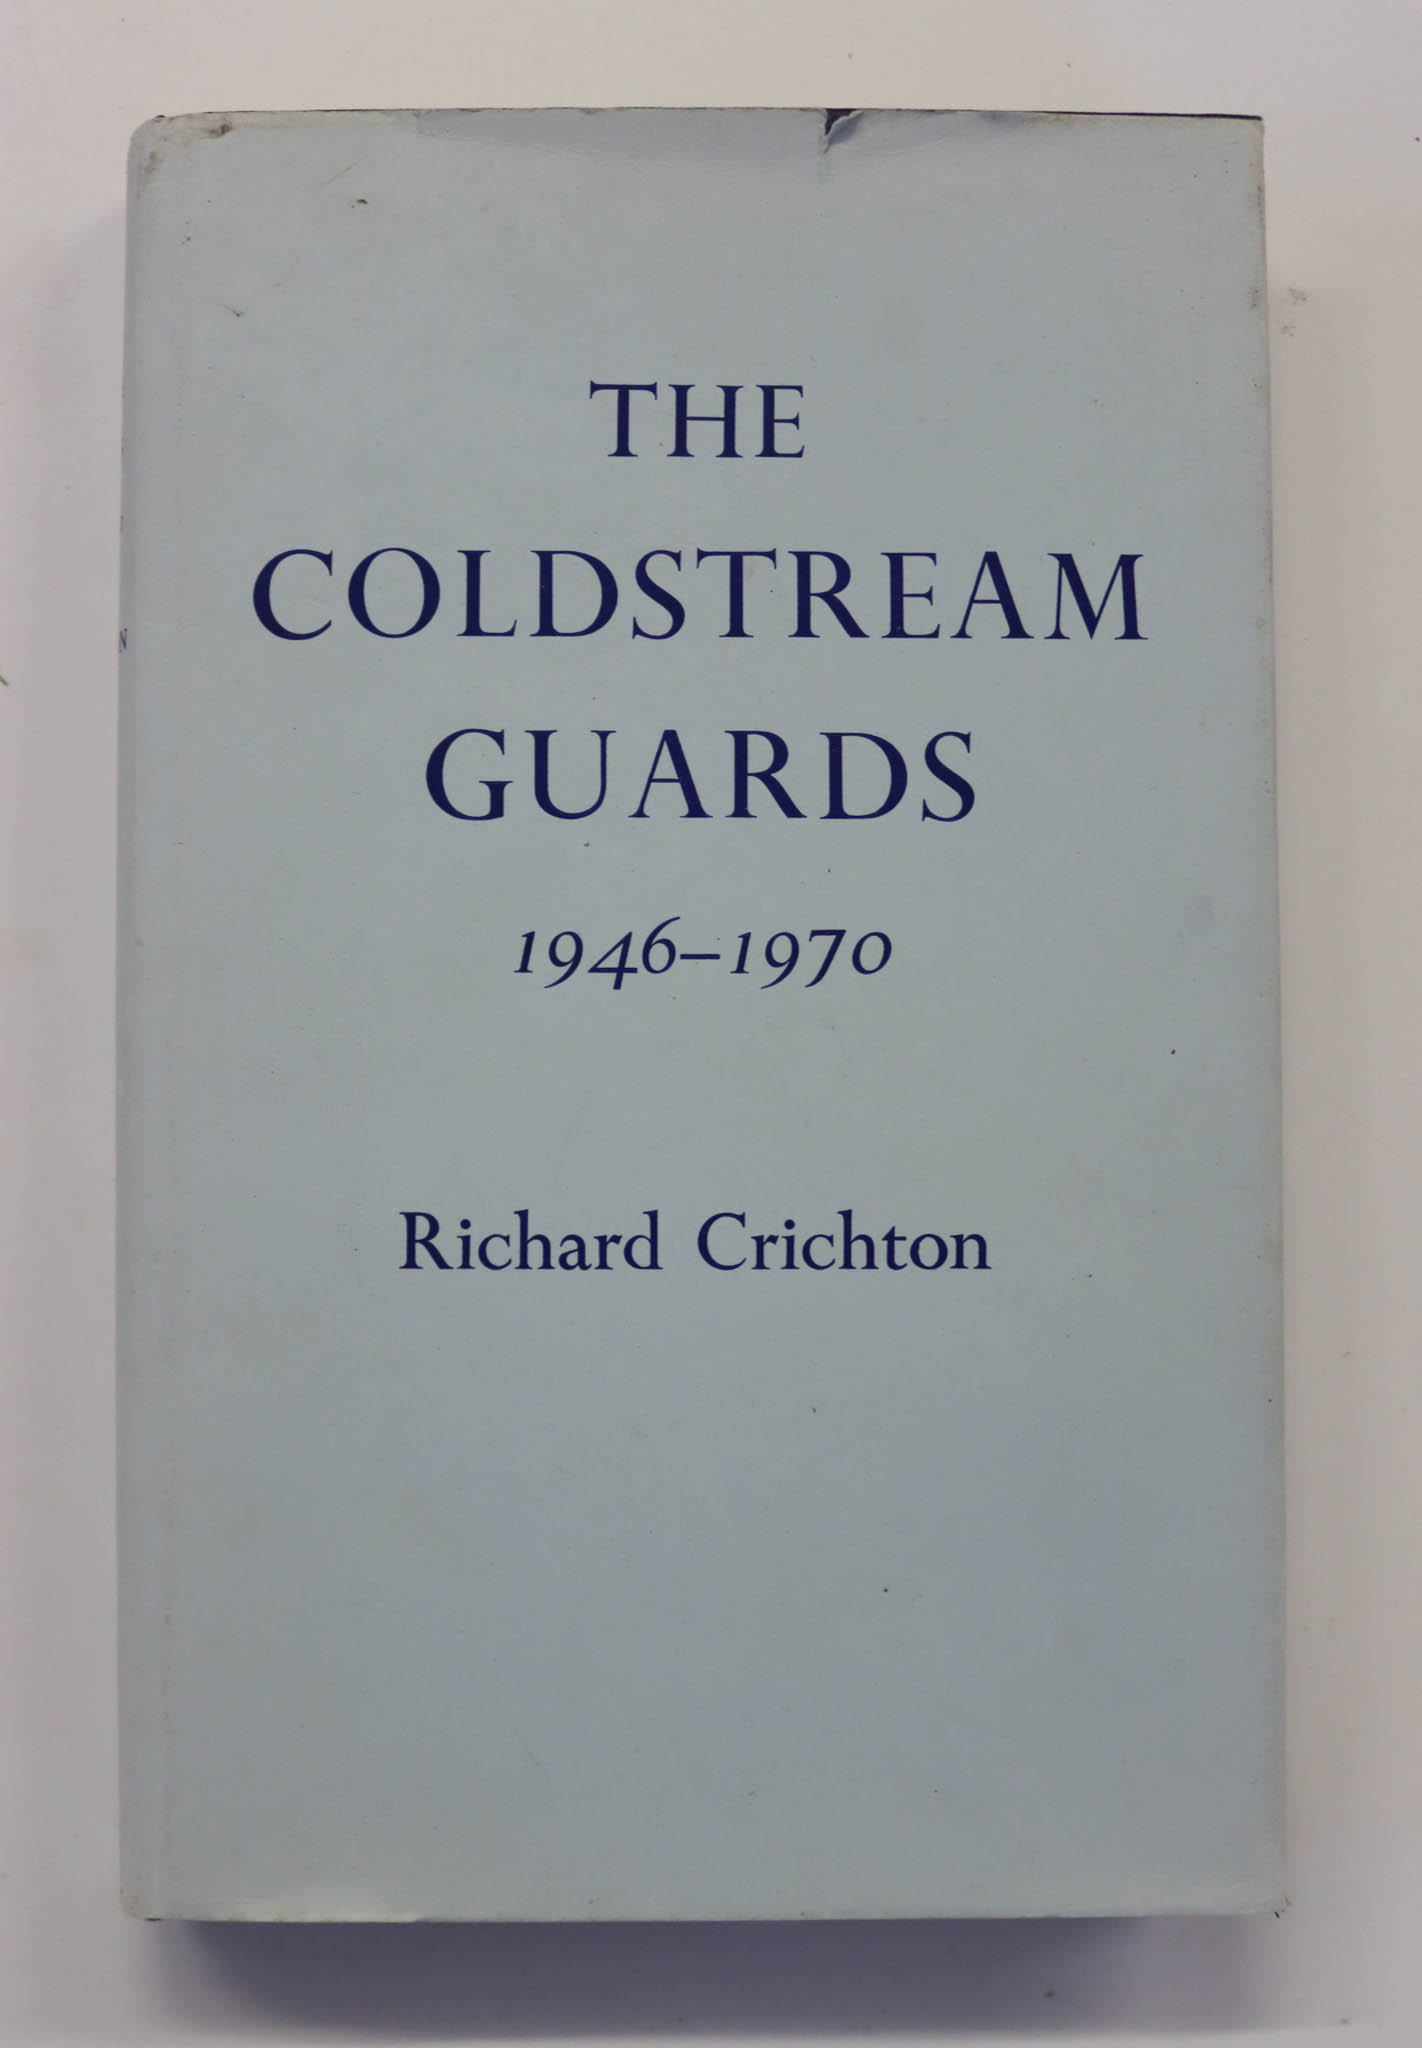 THE
COLDSTREAM
GUARDS
1946–1970
Richard Crichton